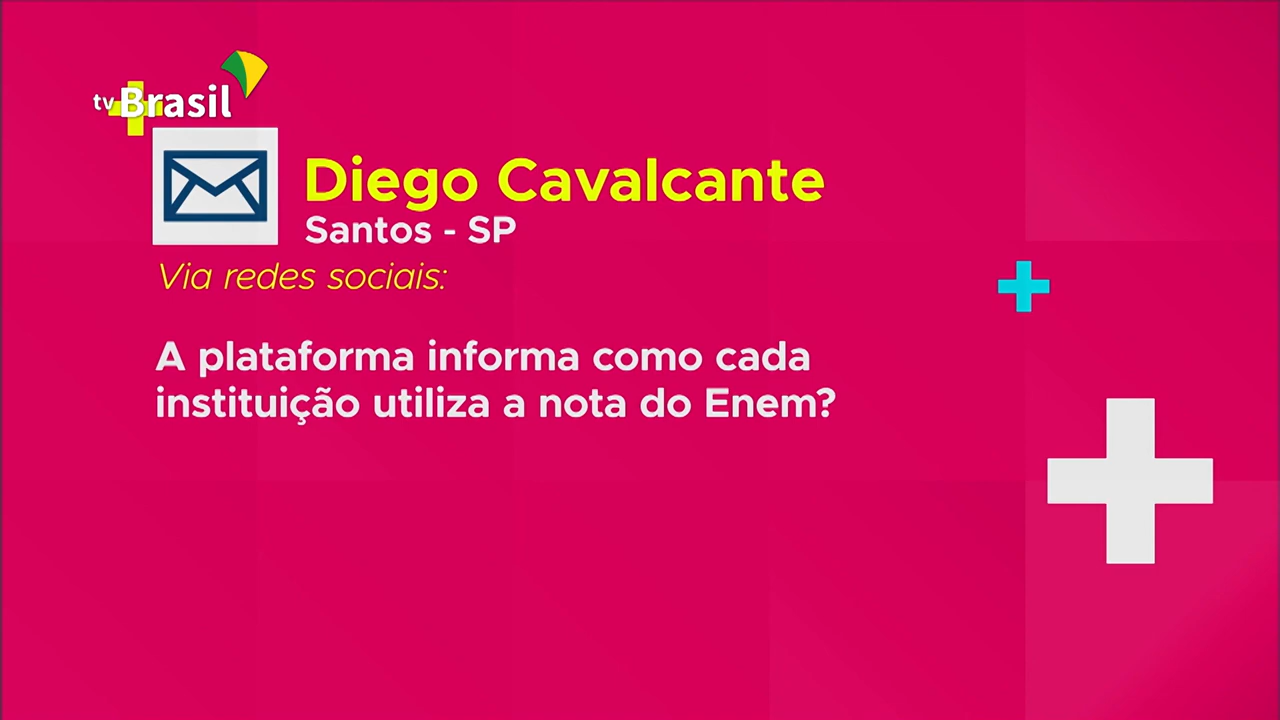 tv Brasil
Diego Cavalcante
Santos - SP
Via redes sociais:
A plataforma informa como cada
instituição utiliza a nota do Enem?